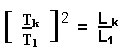 [ Tk / T1 ]² = Lk / L1